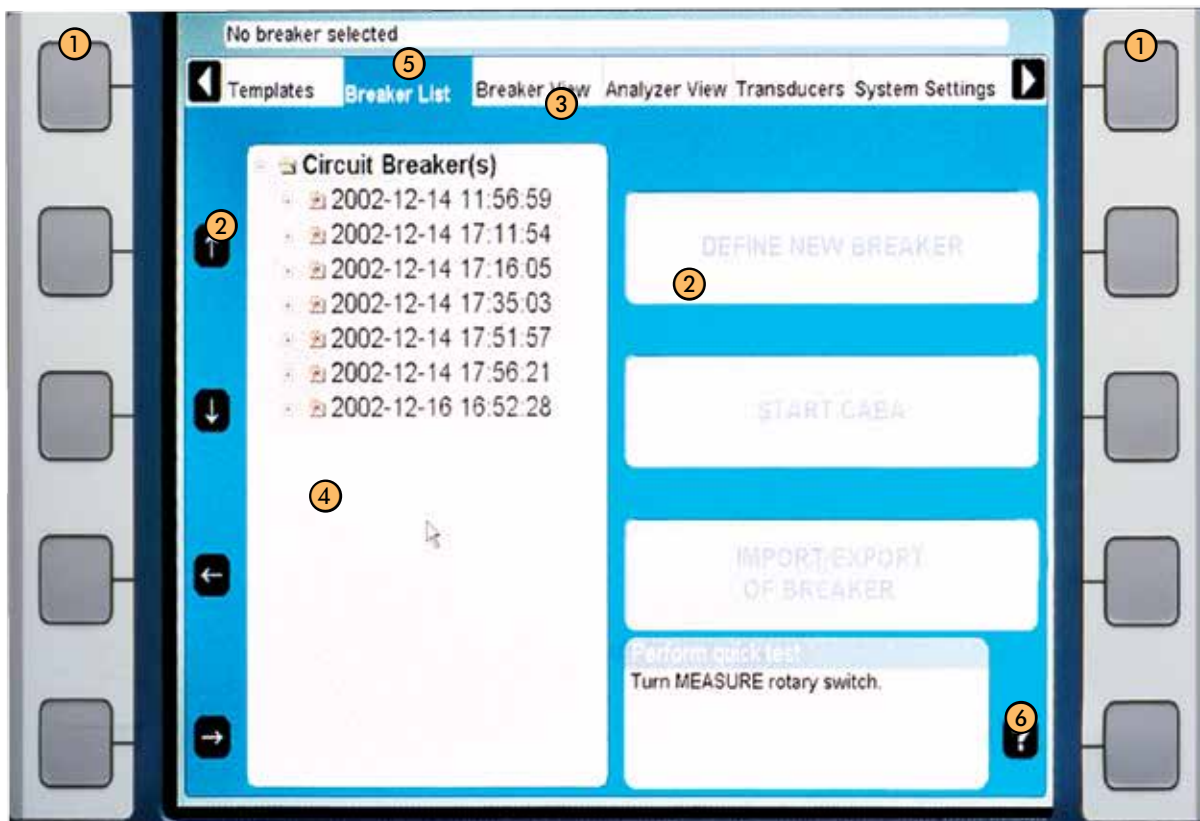 1
1
No breaker selected
5
Templates Breaker List Breaker View Analyzer View Transducers System Settings
3
Circuit Breaker(s)
2002-12-14 11:56:59
2002-12-14 17:11:54
2002-12-14 17:16:05
2002-12-14 17:35:03
2002-12-14 17:51:57
2002-12-14 17:56:21
2002-12-16 16:52:28
2
DEFINE NEW BREAKER
2
START CABA
4
IMPORT/EXPORT
OF BREAKER
Perform quick test
Turn MEASURE rotary switch.
6
?